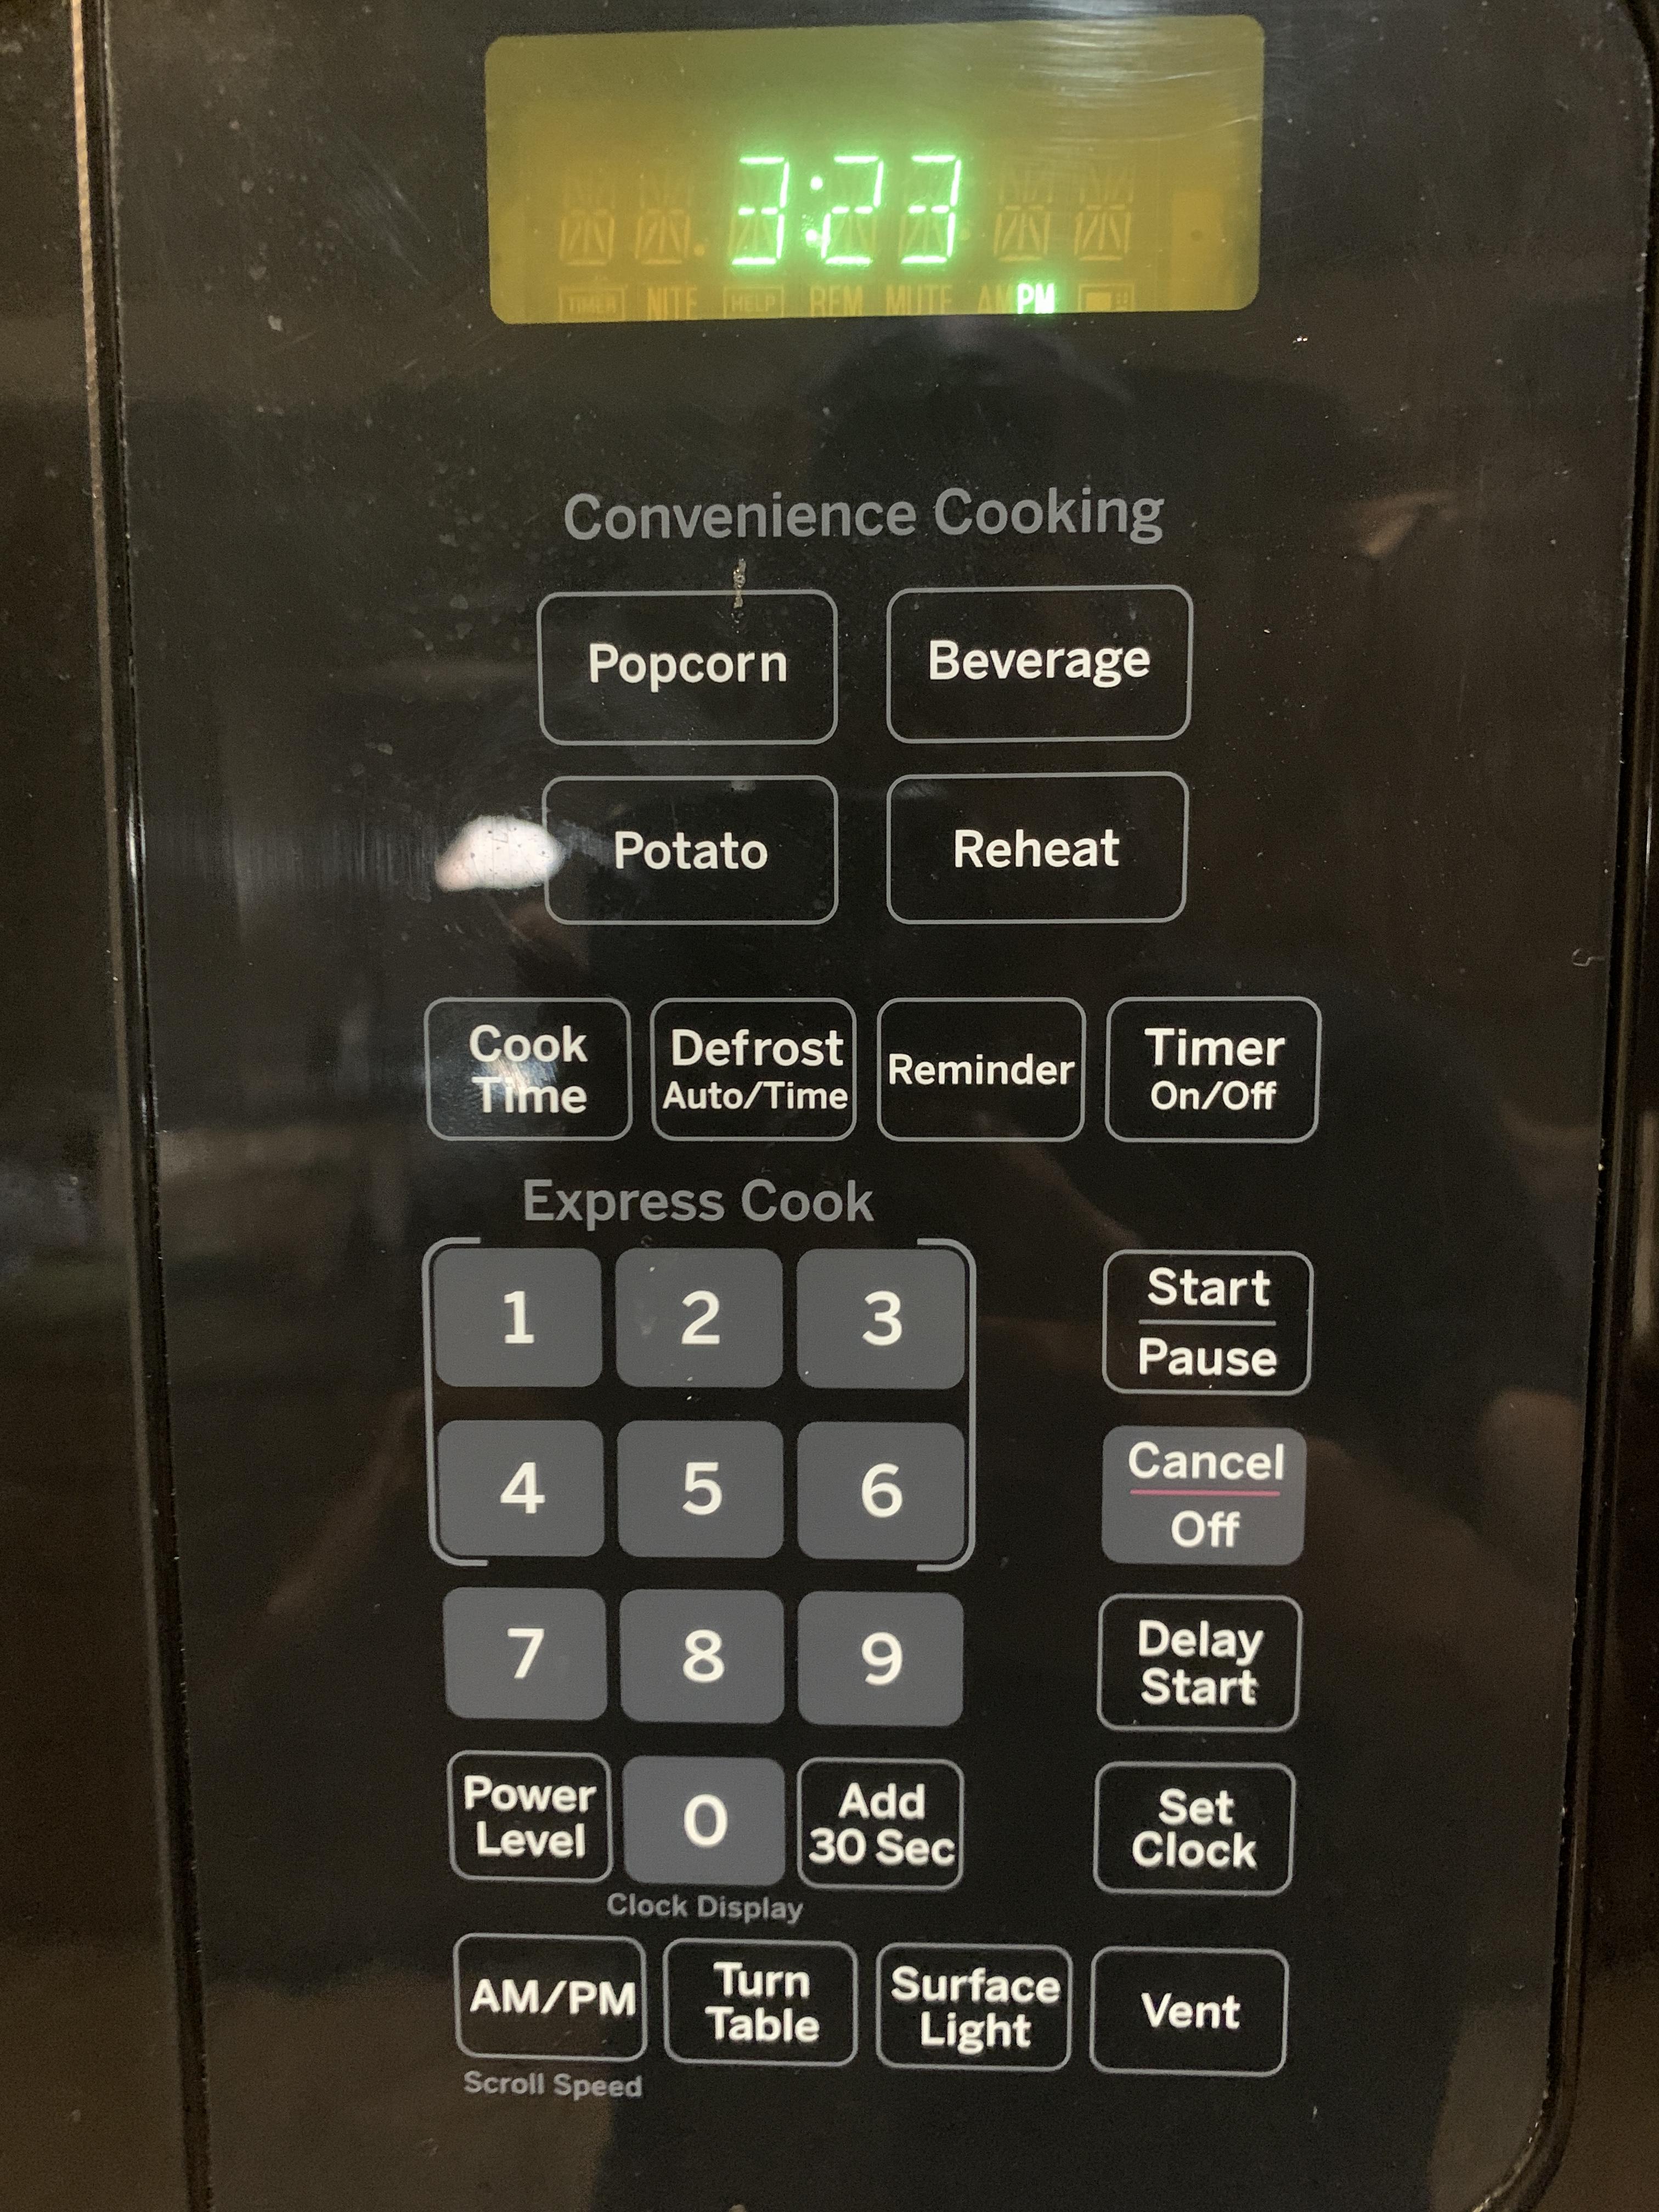 3:23
TIMER NITE HELP REM MUTE AM PM
Convenience Cooking
Popcorn Beverage
Potato Reheat
Cook Time Defrost Auto/Time Reminder Timer On/Off
Express Cook
1 2 3 Start Pause
4 5 6 Cancel Off
7 8 9 Delay Start
Power Level 0 Add 30 Sec Set Clock
Clock Display
AM/PM Turn Table Surface Light Vent
Scroll Speed